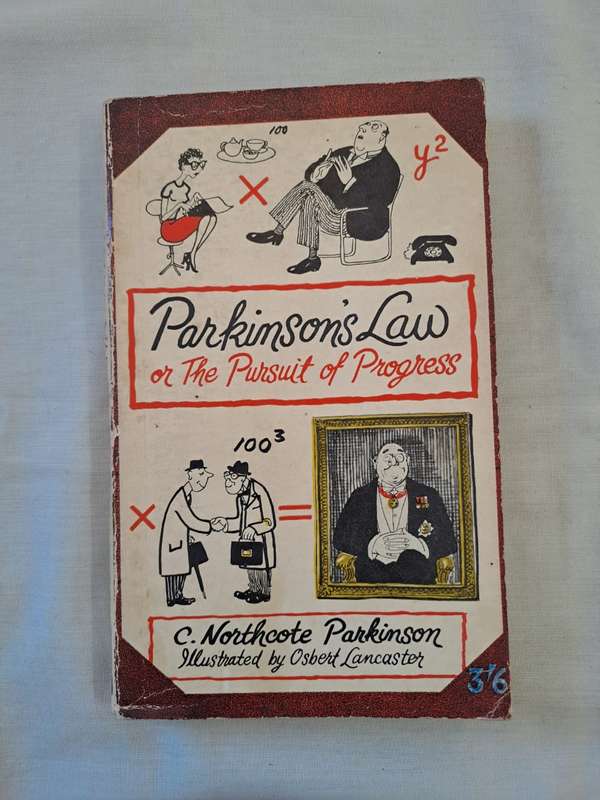 100
× y²
Parkinson's Law
or The Pursuit of Progress
100³
× =
C. Northcote Parkinson
Illustrated by Osbert Lancaster
3'6